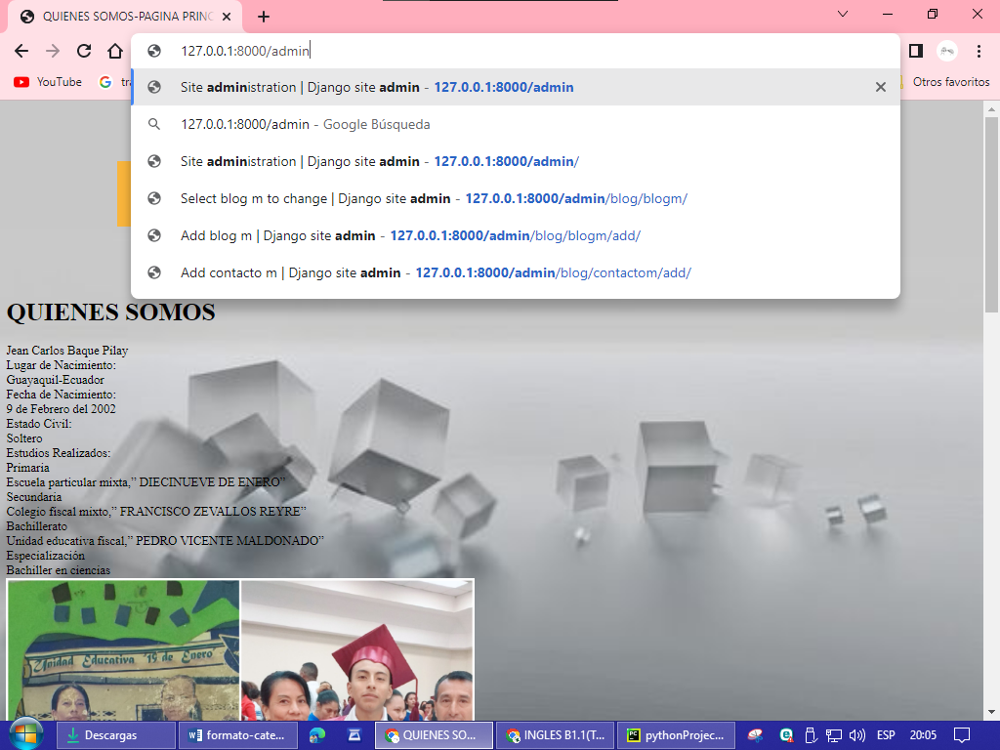 QUIENES SOMOS-PAGINA PRINC
127.0.0.1:8000/admin
YouTube
Otros favoritos
Site administration | Django site admin - 127.0.0.1:8000/admin
127.0.0.1:8000/admin - Google Búsqueda
Site administration | Django site admin - 127.0.0.1:8000/admin/
Select blog m to change | Django site admin - 127.0.0.1:8000/admin/blog/blogm/
Add blog m | Django site admin - 127.0.0.1:8000/admin/blog/blogm/add/
Add contacto m | Django site admin - 127.0.0.1:8000/admin/blog/contactom/add/
QUIENES SOMOS
Jean Carlos Baque Pilay
Lugar de Nacimiento:
Guayaquil-Ecuador
Fecha de Nacimiento:
9 de Febrero del 2002
Estado Civil:
Soltero
Estudios Realizados:
Primaria
Escuela particular mixta,” DIECINUEVE DE ENERO”
Secundaria
Colegio fiscal mixto,” FRANCISCO ZEVALLOS REYRE”
Bachillerato
Unidad educativa fiscal,” PEDRO VICENTE MALDONADO”
Especialización
Bachiller en ciencias
Unidad Educativa "19 de Enero"
Descargas
formato-cate...
QUIENES SO...
INGLES B1.1(T...
pythonProjec...
ESP
20:05